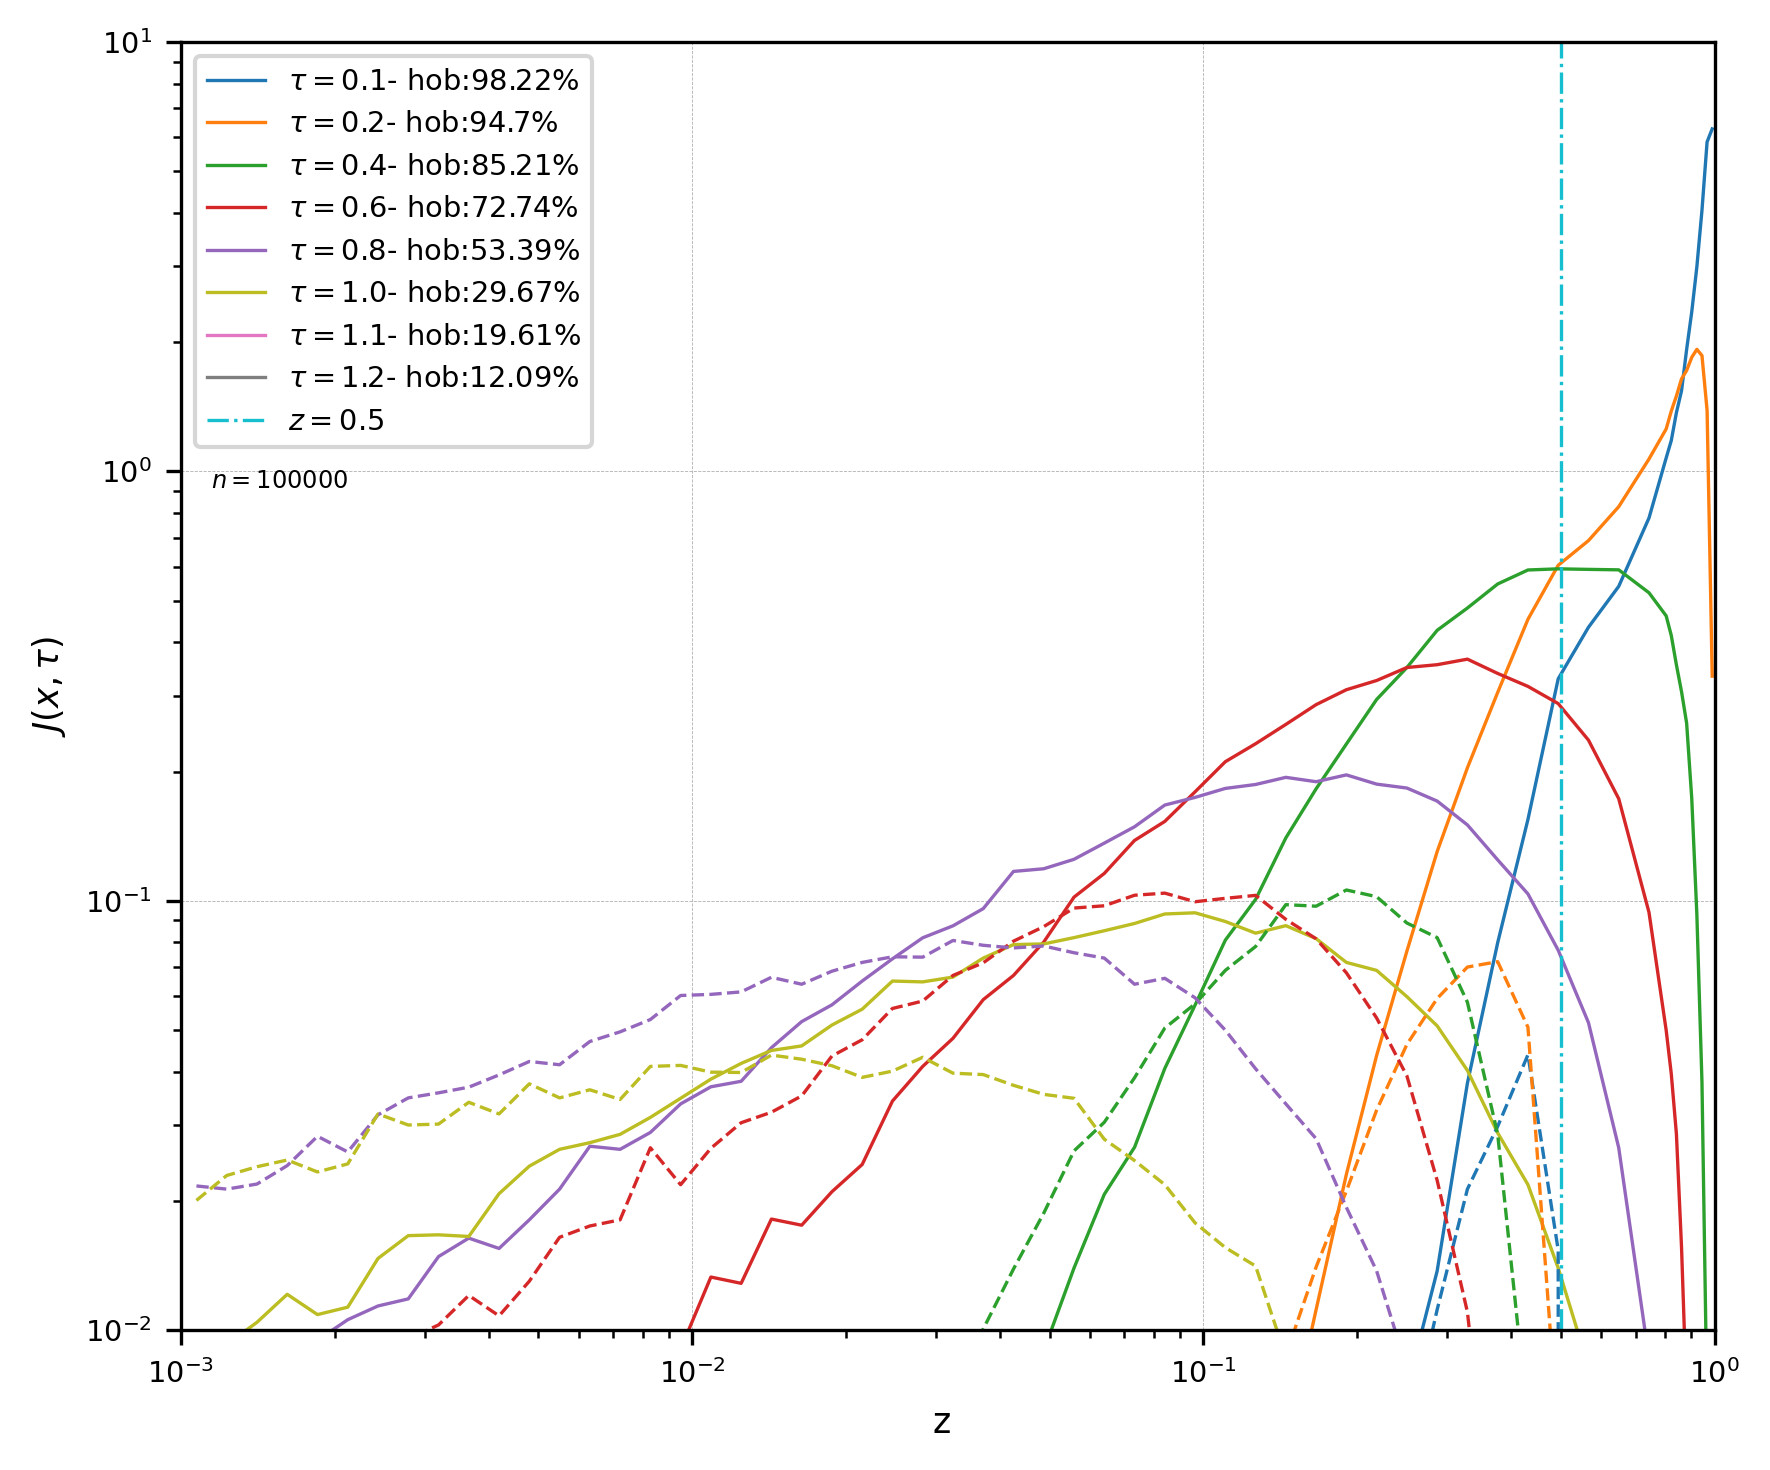 10¹
τ = 0.1- hob:98.22%
τ = 0.2- hob:94.7%
τ = 0.4- hob:85.21%
τ = 0.6- hob:72.74%
τ = 0.8- hob:53.39%
τ = 1.0- hob:29.67%
τ = 1.1- hob:19.61%
τ = 1.2- hob:12.09%
z = 0.5
10⁰
n = 100000
J(x, τ)
10⁻¹
10⁻²
10⁻³ 10⁻² 10⁻¹ 10⁰
z